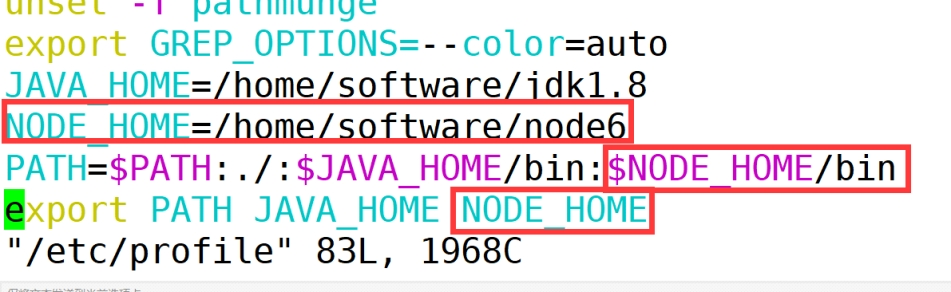 unset -f pathmunge
export GREP_OPTIONS=--color=auto
JAVA_HOME=/home/software/jdk1.8
NODE_HOME=/home/software/node6
PATH=$PATH:./:$JAVA_HOME/bin:$NODE_HOME/bin
export PATH JAVA_HOME NODE_HOME
"/etc/profile" 83L, 1968C